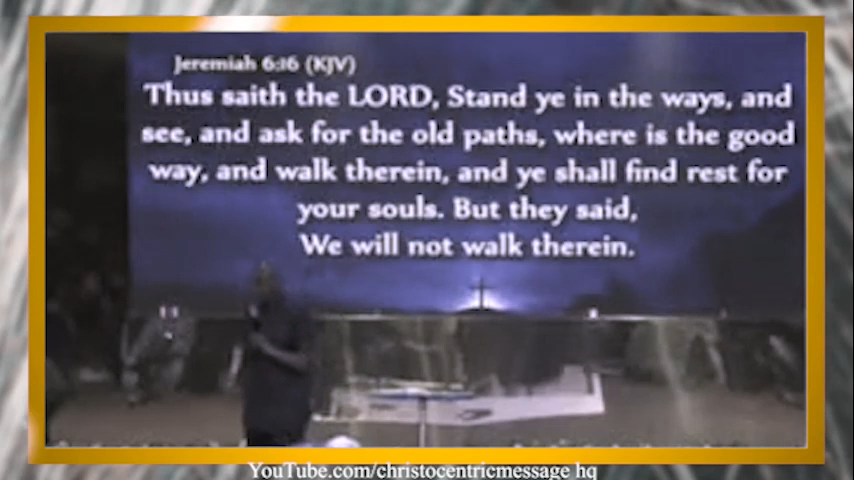 Jeremiah 6:16 (KJV)
Thus saith the LORD, Stand ye in the ways, and
see, and ask for the old paths, where is the good
way, and walk therein, and ye shall find rest for
your souls. But they said,
We will not walk therein.
YouTube.com/christocentricmessage hq